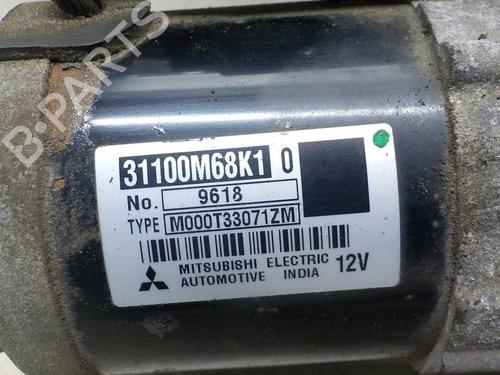 B-PARTS
31100M68K1 0
No. 9618
TYPE M000T33071ZM
MITSUBISHI ELECTRIC
AUTOMOTIVE INDIA 12V